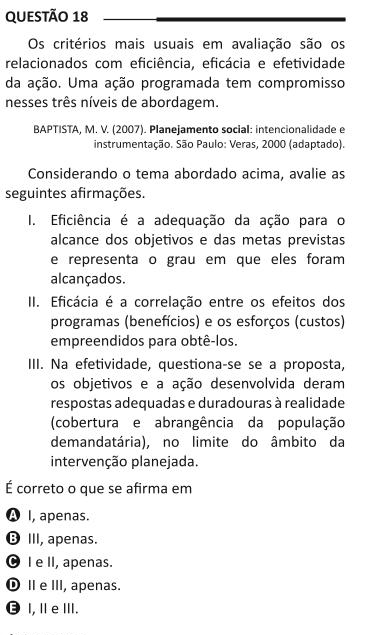 QUESTÃO 18
Os critérios mais usuais em avaliação são os
relacionados com eficiência, eficácia e efetividade
da ação. Uma ação programada tem compromisso
nesses três níveis de abordagem.
BAPTISTA, M. V. (2007). Planejamento social: intencionalidade e
instrumentação. São Paulo: Veras, 2000 (adaptado).
Considerando o tema abordado acima, avalie as
seguintes afirmações.
I. Eficiência é a adequação da ação para o
alcance dos objetivos e das metas previstas
e representa o grau em que eles foram
alcançados.
II. Eficácia é a correlação entre os efeitos dos
programas (benefícios) e os esforços (custos)
empreendidos para obtê-los.
III. Na efetividade, questiona-se se a proposta,
os objetivos e a ação desenvolvida deram
respostas adequadas e duradouras à realidade
(cobertura e abrangência da população
demandatária), no limite do âmbito da
intervenção planejada.
É correto o que se afirma em
A I, apenas.
B III, apenas.
C I e II, apenas.
D II e III, apenas.
E I, II e III.